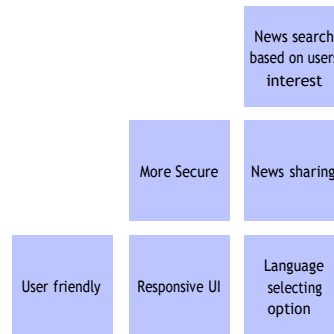 News search
based on users
interest
More Secure
News sharing
User friendly
Responsive UI
Language
selecting
option